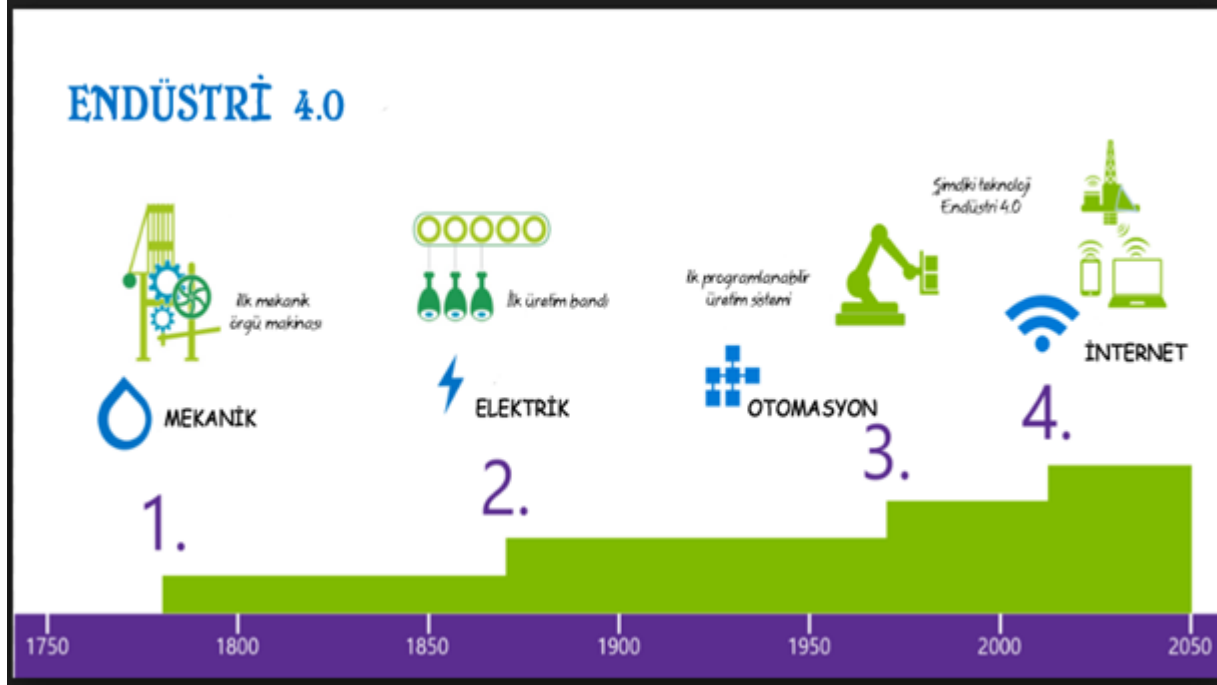 ENDÜSTRİ 4.0
İlk mekanik
örgü makinası
MEKANİK
İlk üretim bandı
ELEKTRİK
İlk programlanabilir
üretim sistemi
OTOMASYON
Şimdiki teknoloji
Endüstri 4.0
İNTERNET
1.
2.
3.
4.
1750 1800 1850 1900 1950 2000 2050